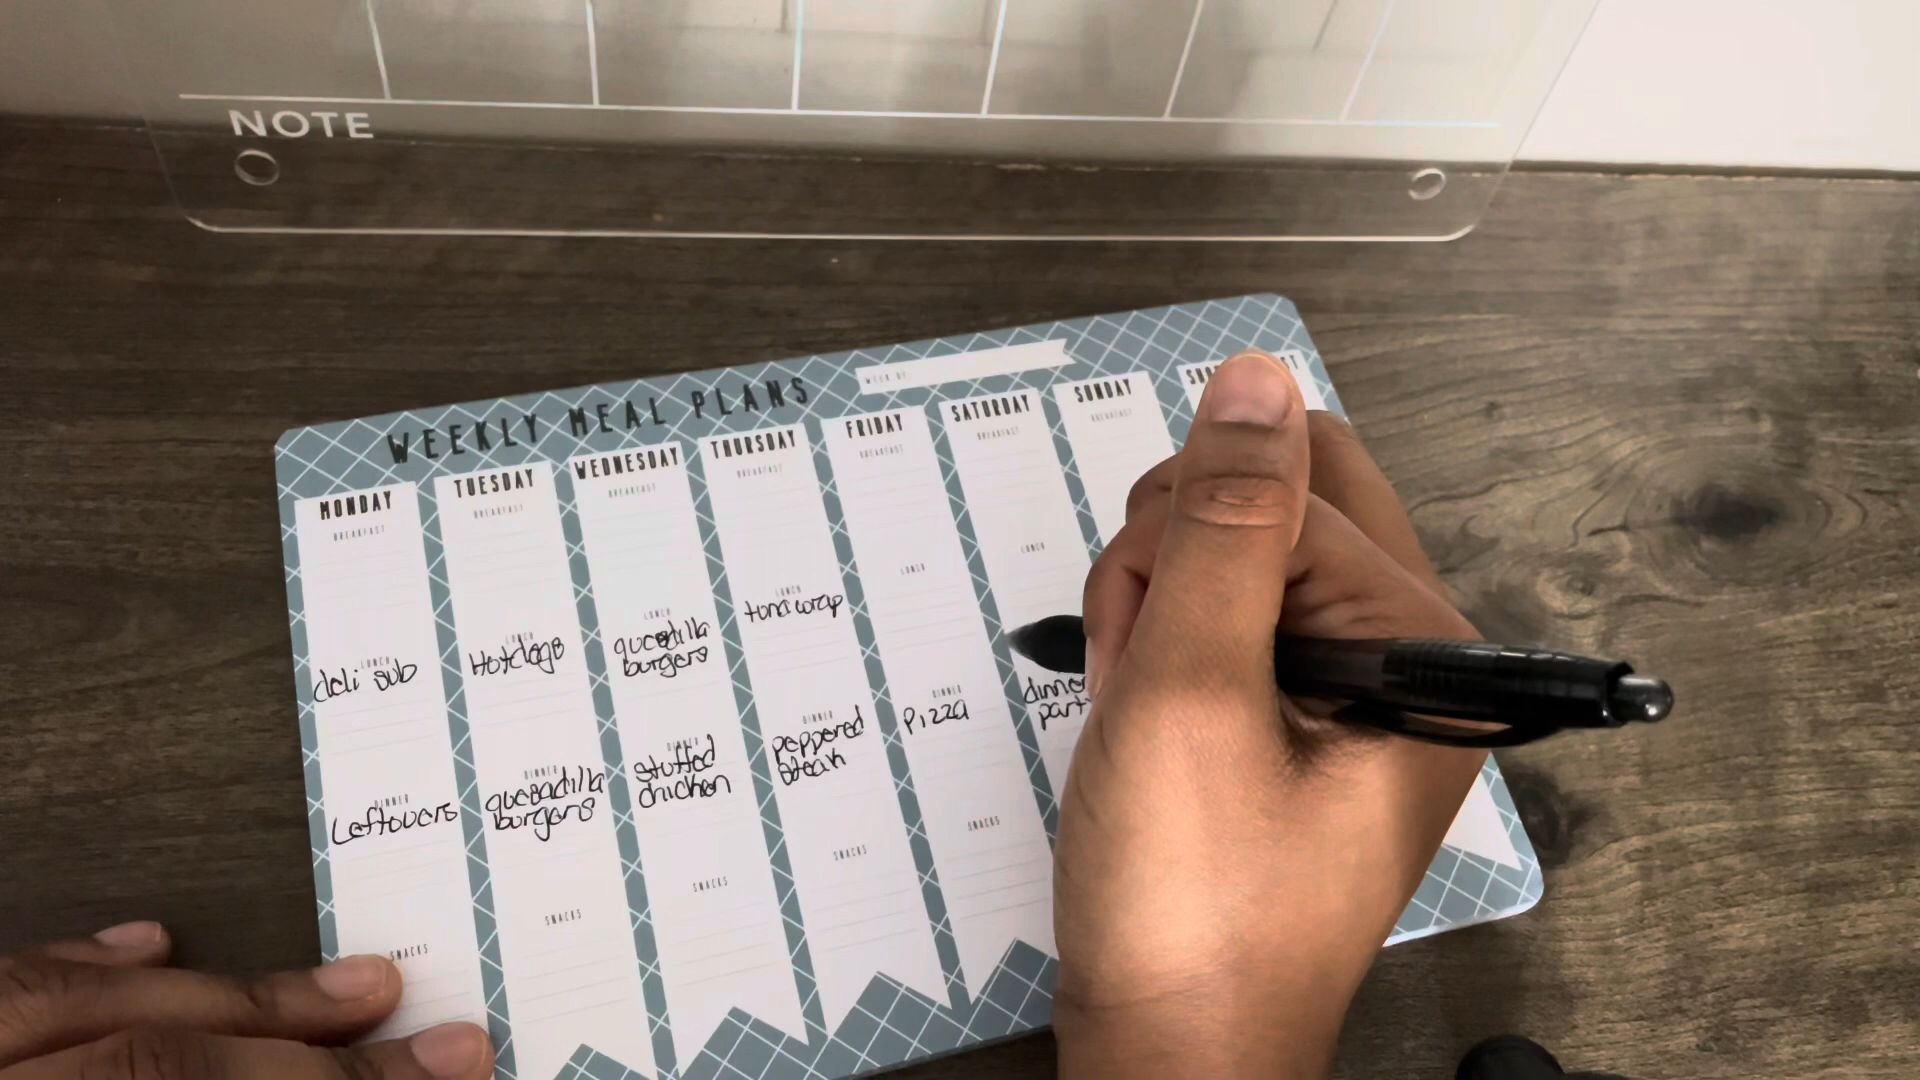 NOTE
WEEKLY MEAL PLANS
WEEK OF:
MONDAY
BREAKFAST
LUNCH
deli sub
DINNER
Leftovers
SNACKS
TUESDAY
BREAKFAST
LUNCH
Hotdogs
DINNER
quesadilla
burgers
SNACKS
WEDNESDAY
BREAKFAST
LUNCH
quesadilla
burgers
DINNER
stuffed
chicken
SNACKS
THURSDAY
BREAKFAST
LUNCH
tuna wrap
DINNER
peppered
steak
SNACKS
FRIDAY
BREAKFAST
LUNCH
DINNER
Pizza
SNACKS
SATURDAY
BREAKFAST
LUNCH
dinner
SUNDAY
BREAKFAST